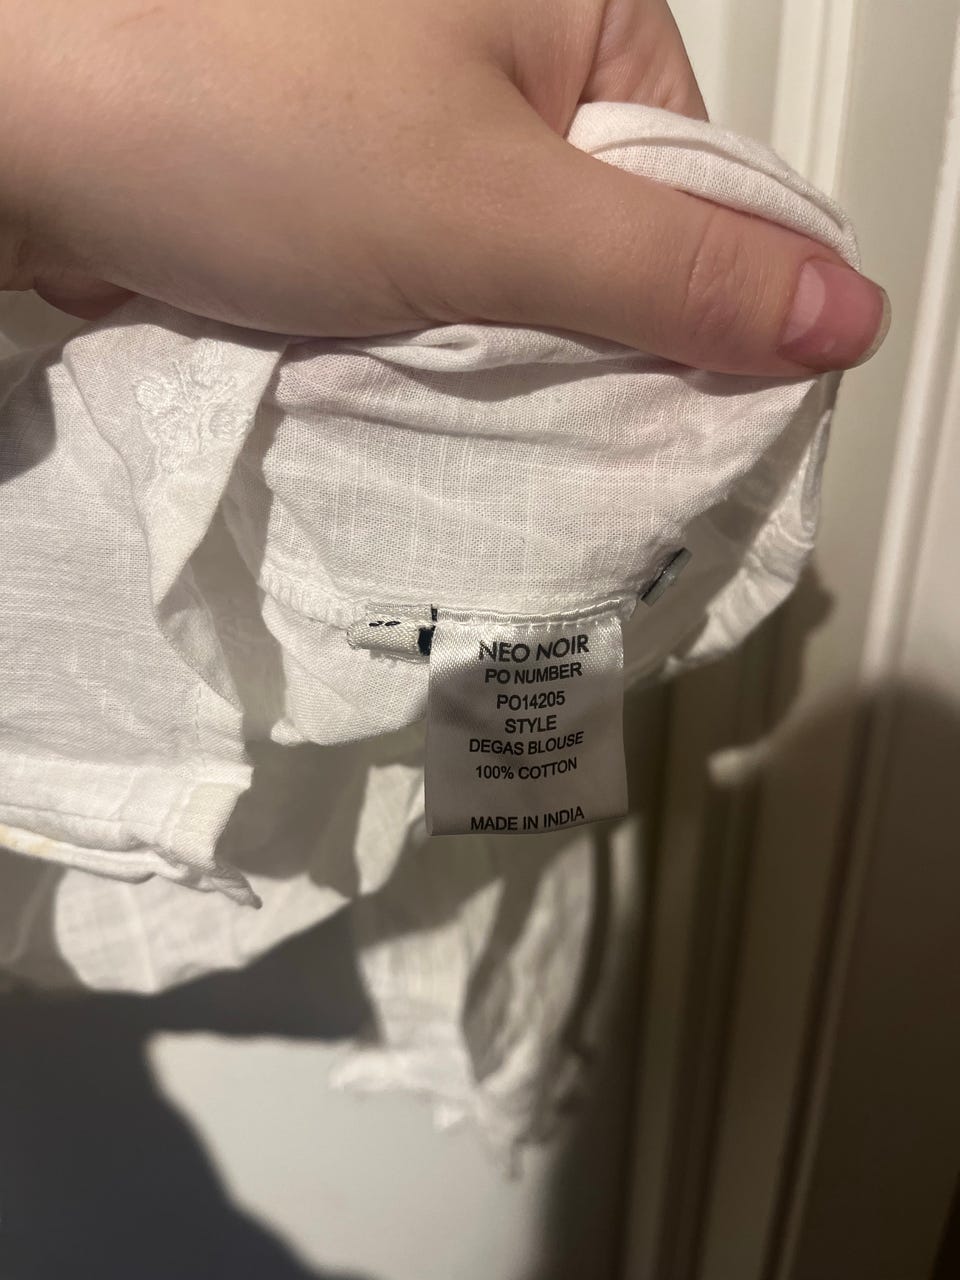 NEO NOIR
PO NUMBER
PO14205
STYLE
DEGAS BLOUSE
100% COTTON
MADE IN INDIA